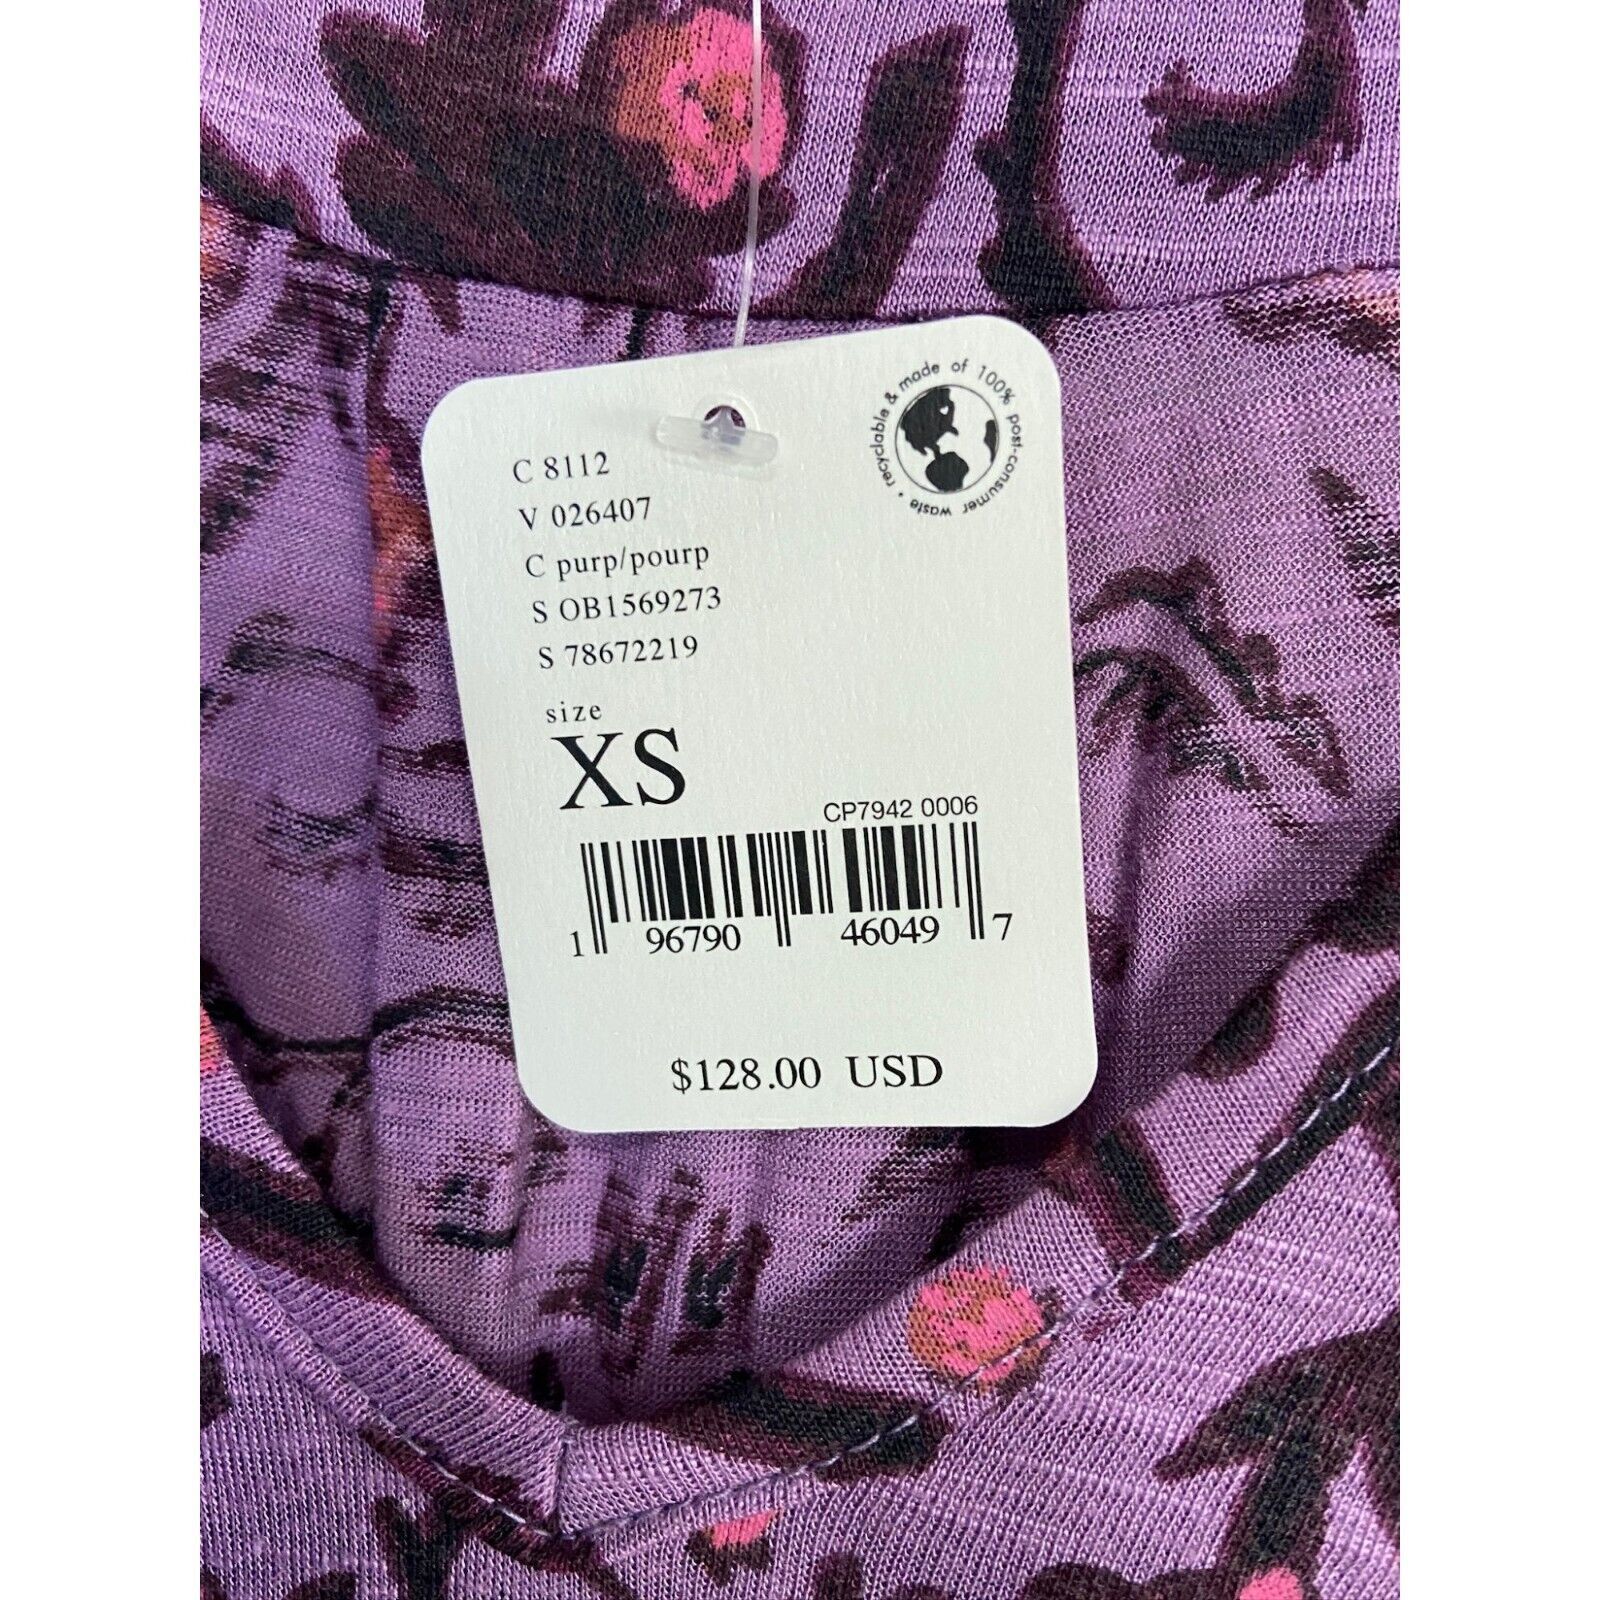 recyclable & made of 100% post-consumer waste •
C 8112
V 026407
C purp/pourp
S OB1569273
S 78672219
size
XS
CP7942 0006
1 96790 46049 7
$128.00 USD